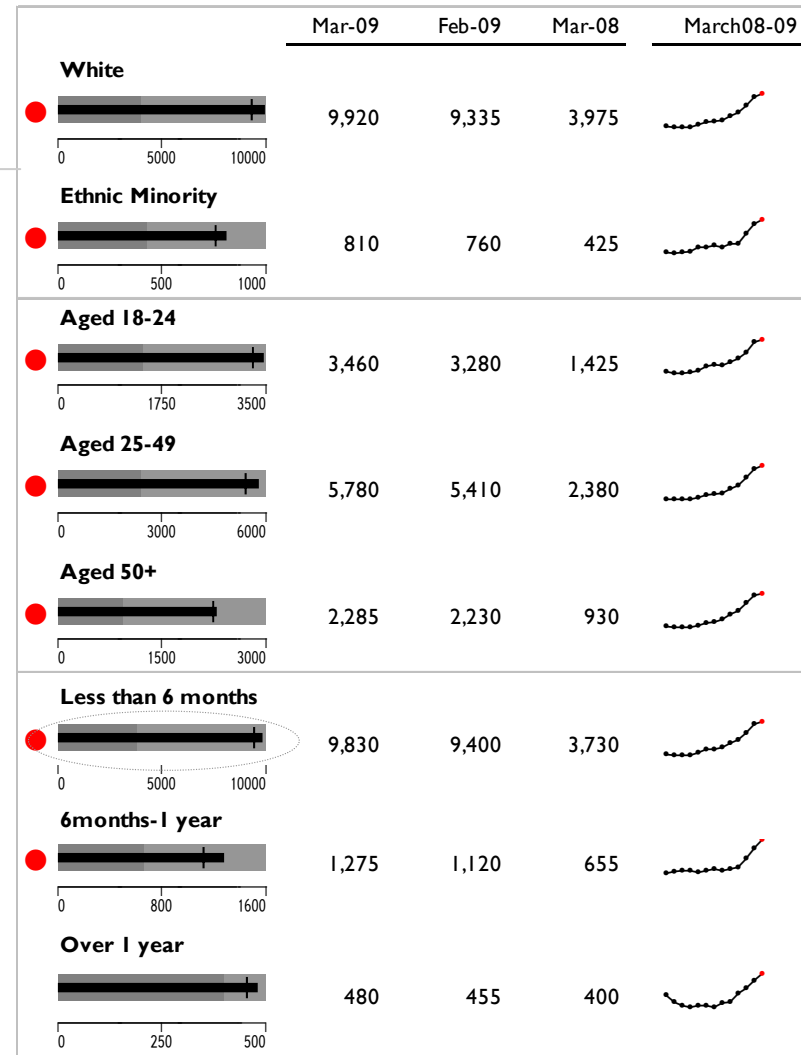 Mar-09 Feb-09 Mar-08 March08-09
White
9,920 9,335 3,975
0 5000 10000
Ethnic Minority
810 760 425
0 500 1000
Aged 18-24
3,460 3,280 1,425
0 1750 3500
Aged 25-49
5,780 5,410 2,380
0 3000 6000
Aged 50+
2,285 2,230 930
0 1500 3000
Less than 6 months
9,830 9,400 3,730
0 5000 10000
6months-1 year
1,275 1,120 655
0 800 1600
Over 1 year
480 455 400
0 250 500